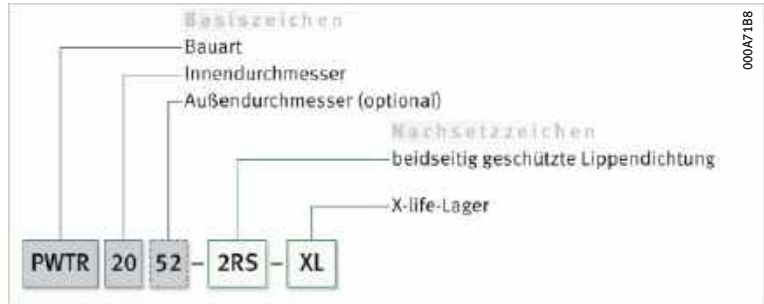 Basiszeichen
Bauart
Innendurchmesser
Außendurchmesser (optional)
Nachsetzzeichen
beidseitig geschützte Lippendichtung
X-life-Lager
PWTR 20 52 – 2RS – XL
000A71B8